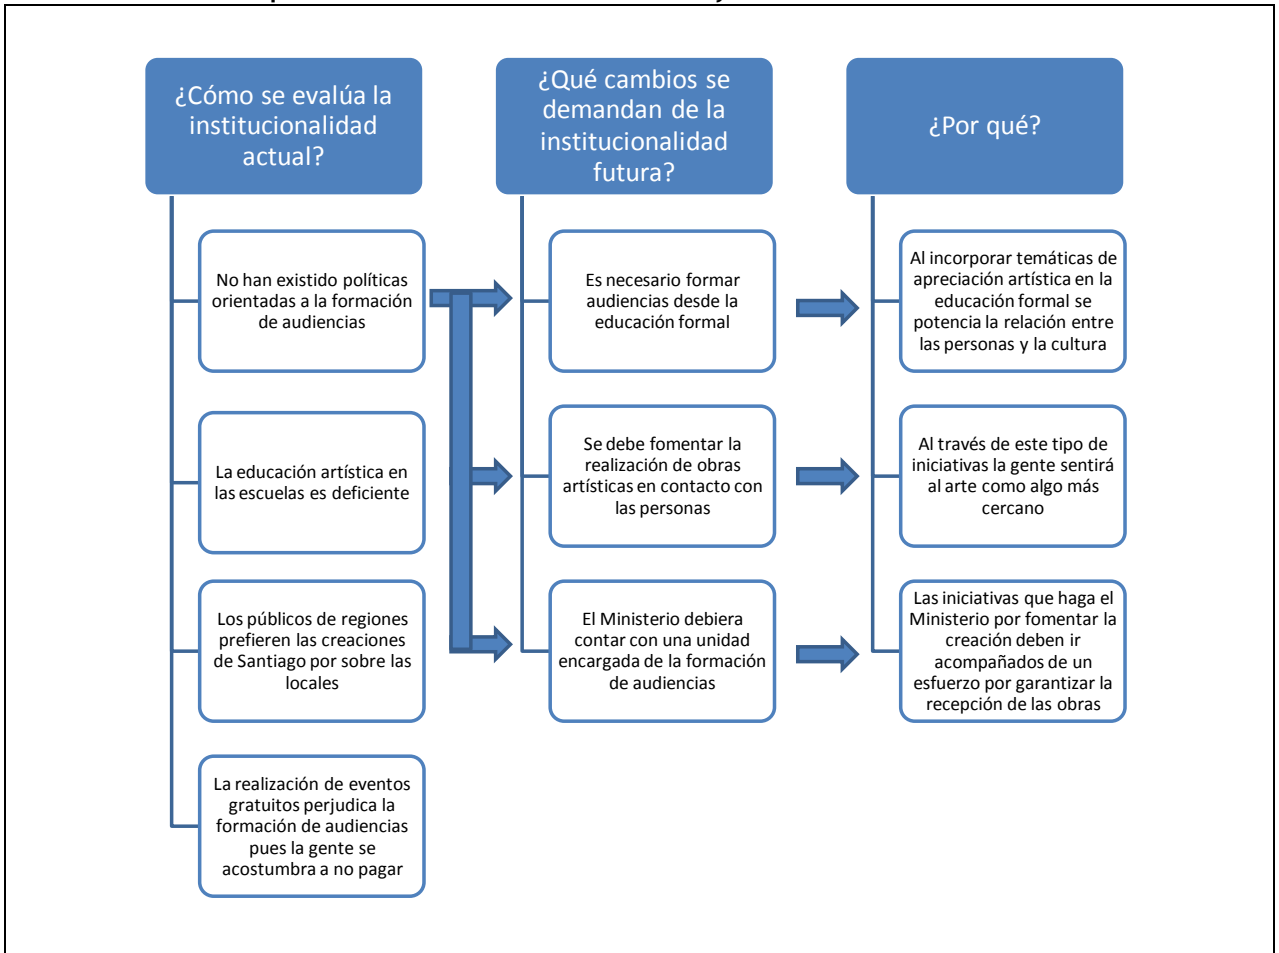 ¿Cómo se evalúa la
institucionalidad
actual?
No han existido políticas
orientadas a la formación
de audiencias
La educación artística en
las escuelas es deficiente
Los públicos de regiones
prefieren las creaciones
de Santiago por sobre las
locales
La realización de eventos
gratuitos perjudica la
formación de audiencias
pues la gente se
acostumbra a no pagar
¿Qué cambios se
demandan de la
institucionalidad
futura?
Es necesario formar
audiencias desde la
educación formal
Se debe fomentar la
realización de obras
artísticas en contacto con
las personas
El Ministerio debiera
contar con una unidad
encargada de la formación
de audiencias
¿Por qué?
Al incorporar temáticas de
apreciación artística en la
educación formal se
potencia la relación entre
las personas y la cultura
Al través de este tipo de
iniciativas la gente sentirá
al arte como algo más
cercano
Las iniciativas que haga el
Ministerio por fomentar la
creación deben ir
acompañados de un
esfuerzo por garantizar la
recepción de las obras